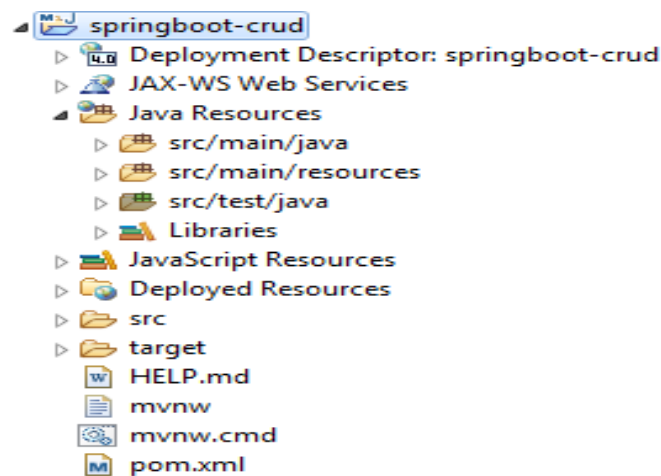 springboot-crud
Deployment Descriptor: springboot-crud
JAX-WS Web Services
Java Resources
src/main/java
src/main/resources
src/test/java
Libraries
JavaScript Resources
Deployed Resources
src
target
HELP.md
mvnw
mvnw.cmd
pom.xml